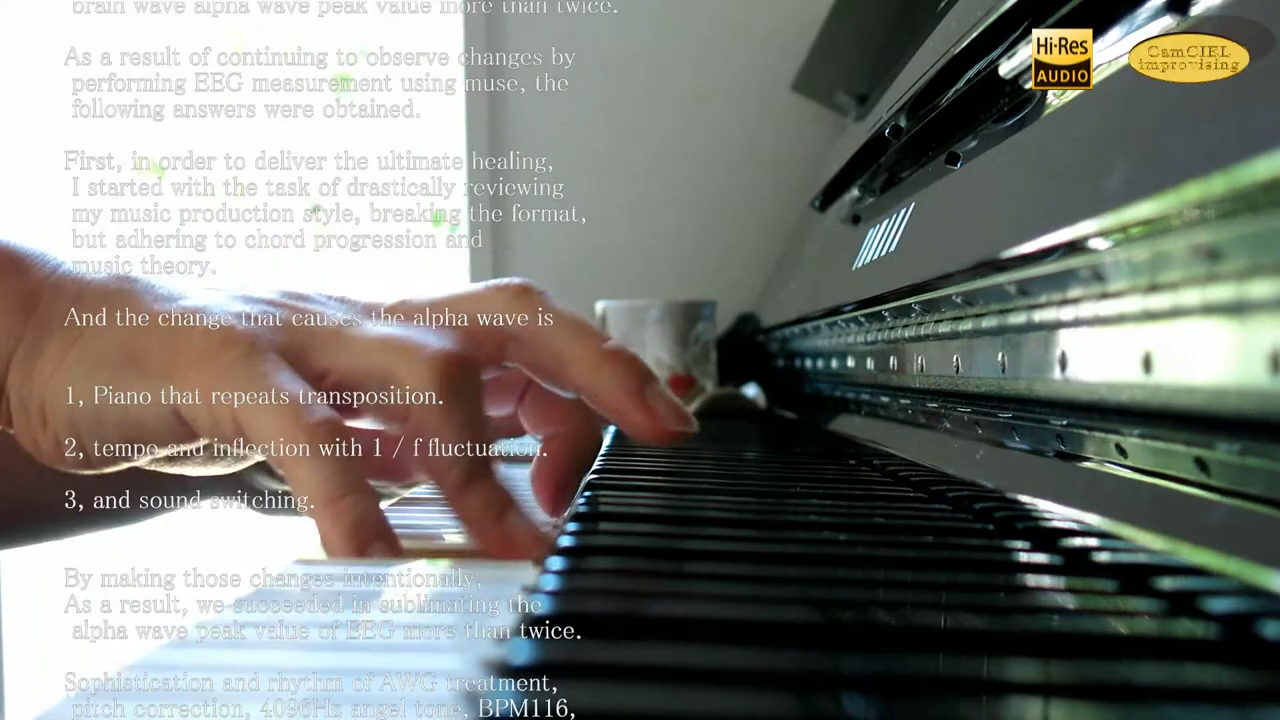 brain wave alpha wave peak value more than twice.
As a result of continuing to observe changes by
performing EEG measurement using muse, the
following answers were obtained.
First, in order to deliver the ultimate healing,
I started with the task of drastically reviewing
my music production style, breaking the format,
but adhering to chord progression and
music theory.
And the change that causes the alpha wave is
1, Piano that repeats transposition.
2, tempo and inflection with 1 / f fluctuation.
3, and sound switching.
By making those changes intentionally,
As a result, we succeeded in sublimating the
alpha wave peak value of EEG more than twice.
Sophistication and rhythm of AWG treatment,
pitch correction, 4096Hz angel tone, BPM116,
Hi-Res
AUDIO
CamCIEL
improvising